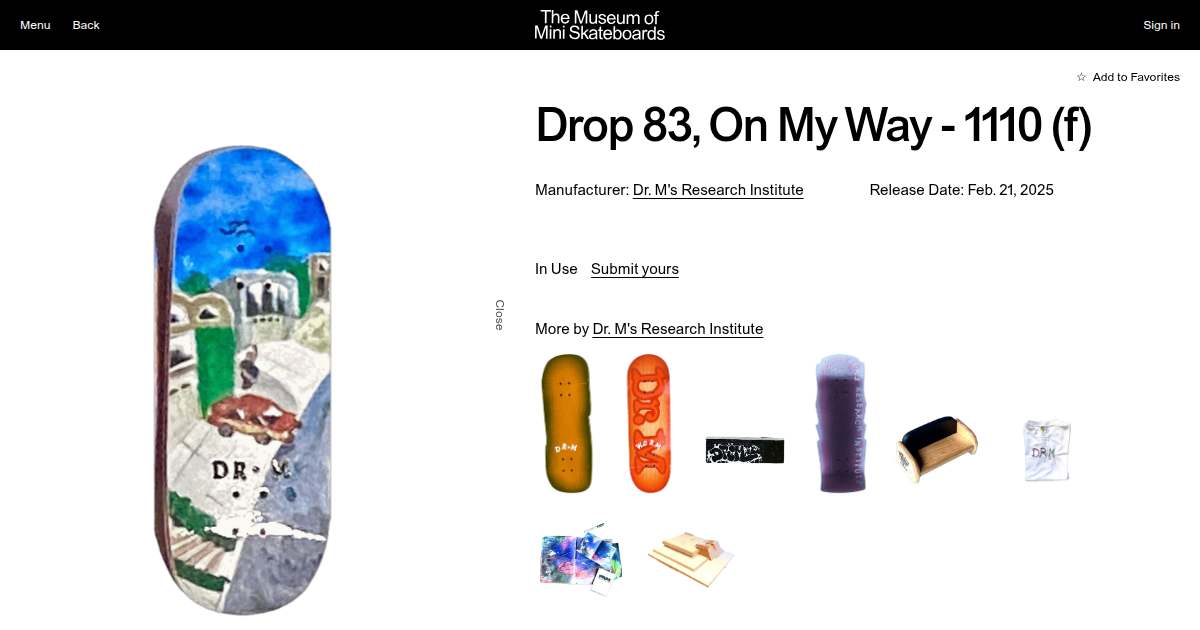 Menu
Back
The Museum of
Mini Skateboards
Sign in
☆ Add to Favorites
Drop 83, On My Way - 1110 (f)
Manufacturer: Dr. M's Research Institute
Release Date: Feb. 21, 2025
In Use
Submit yours
Close
More by Dr. M's Research Institute
DR·M
DR·M
DR. M
DR·M